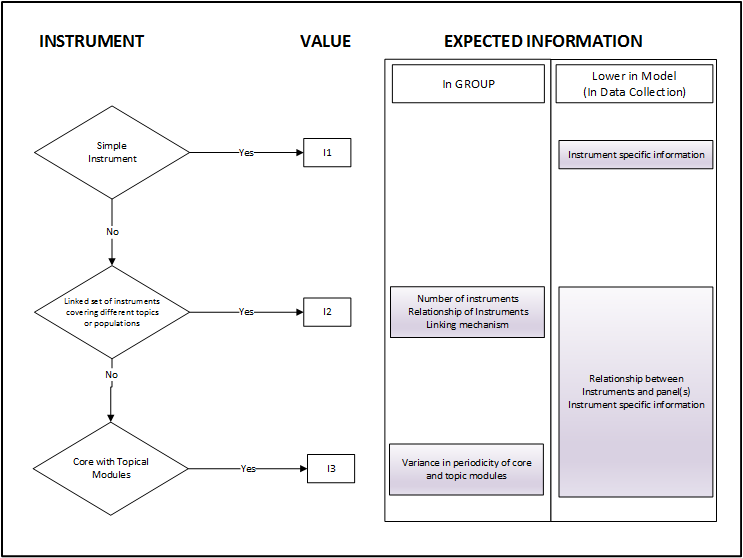 INSTRUMENT
VALUE
EXPECTED INFORMATION
In GROUP
Lower in Model
(In Data Collection)
Simple
Instrument
Yes
I1
Instrument specific information
No
Linked set of instruments
covering different topics
or populations
Yes
I2
Number of instruments
Relationship of Instruments
Linking mechanism
No
Relationship between
Instruments and panel(s)
Instrument specific information
Core with Topical
Modules
Yes
I3
Variance in periodicity of core
and topic modules